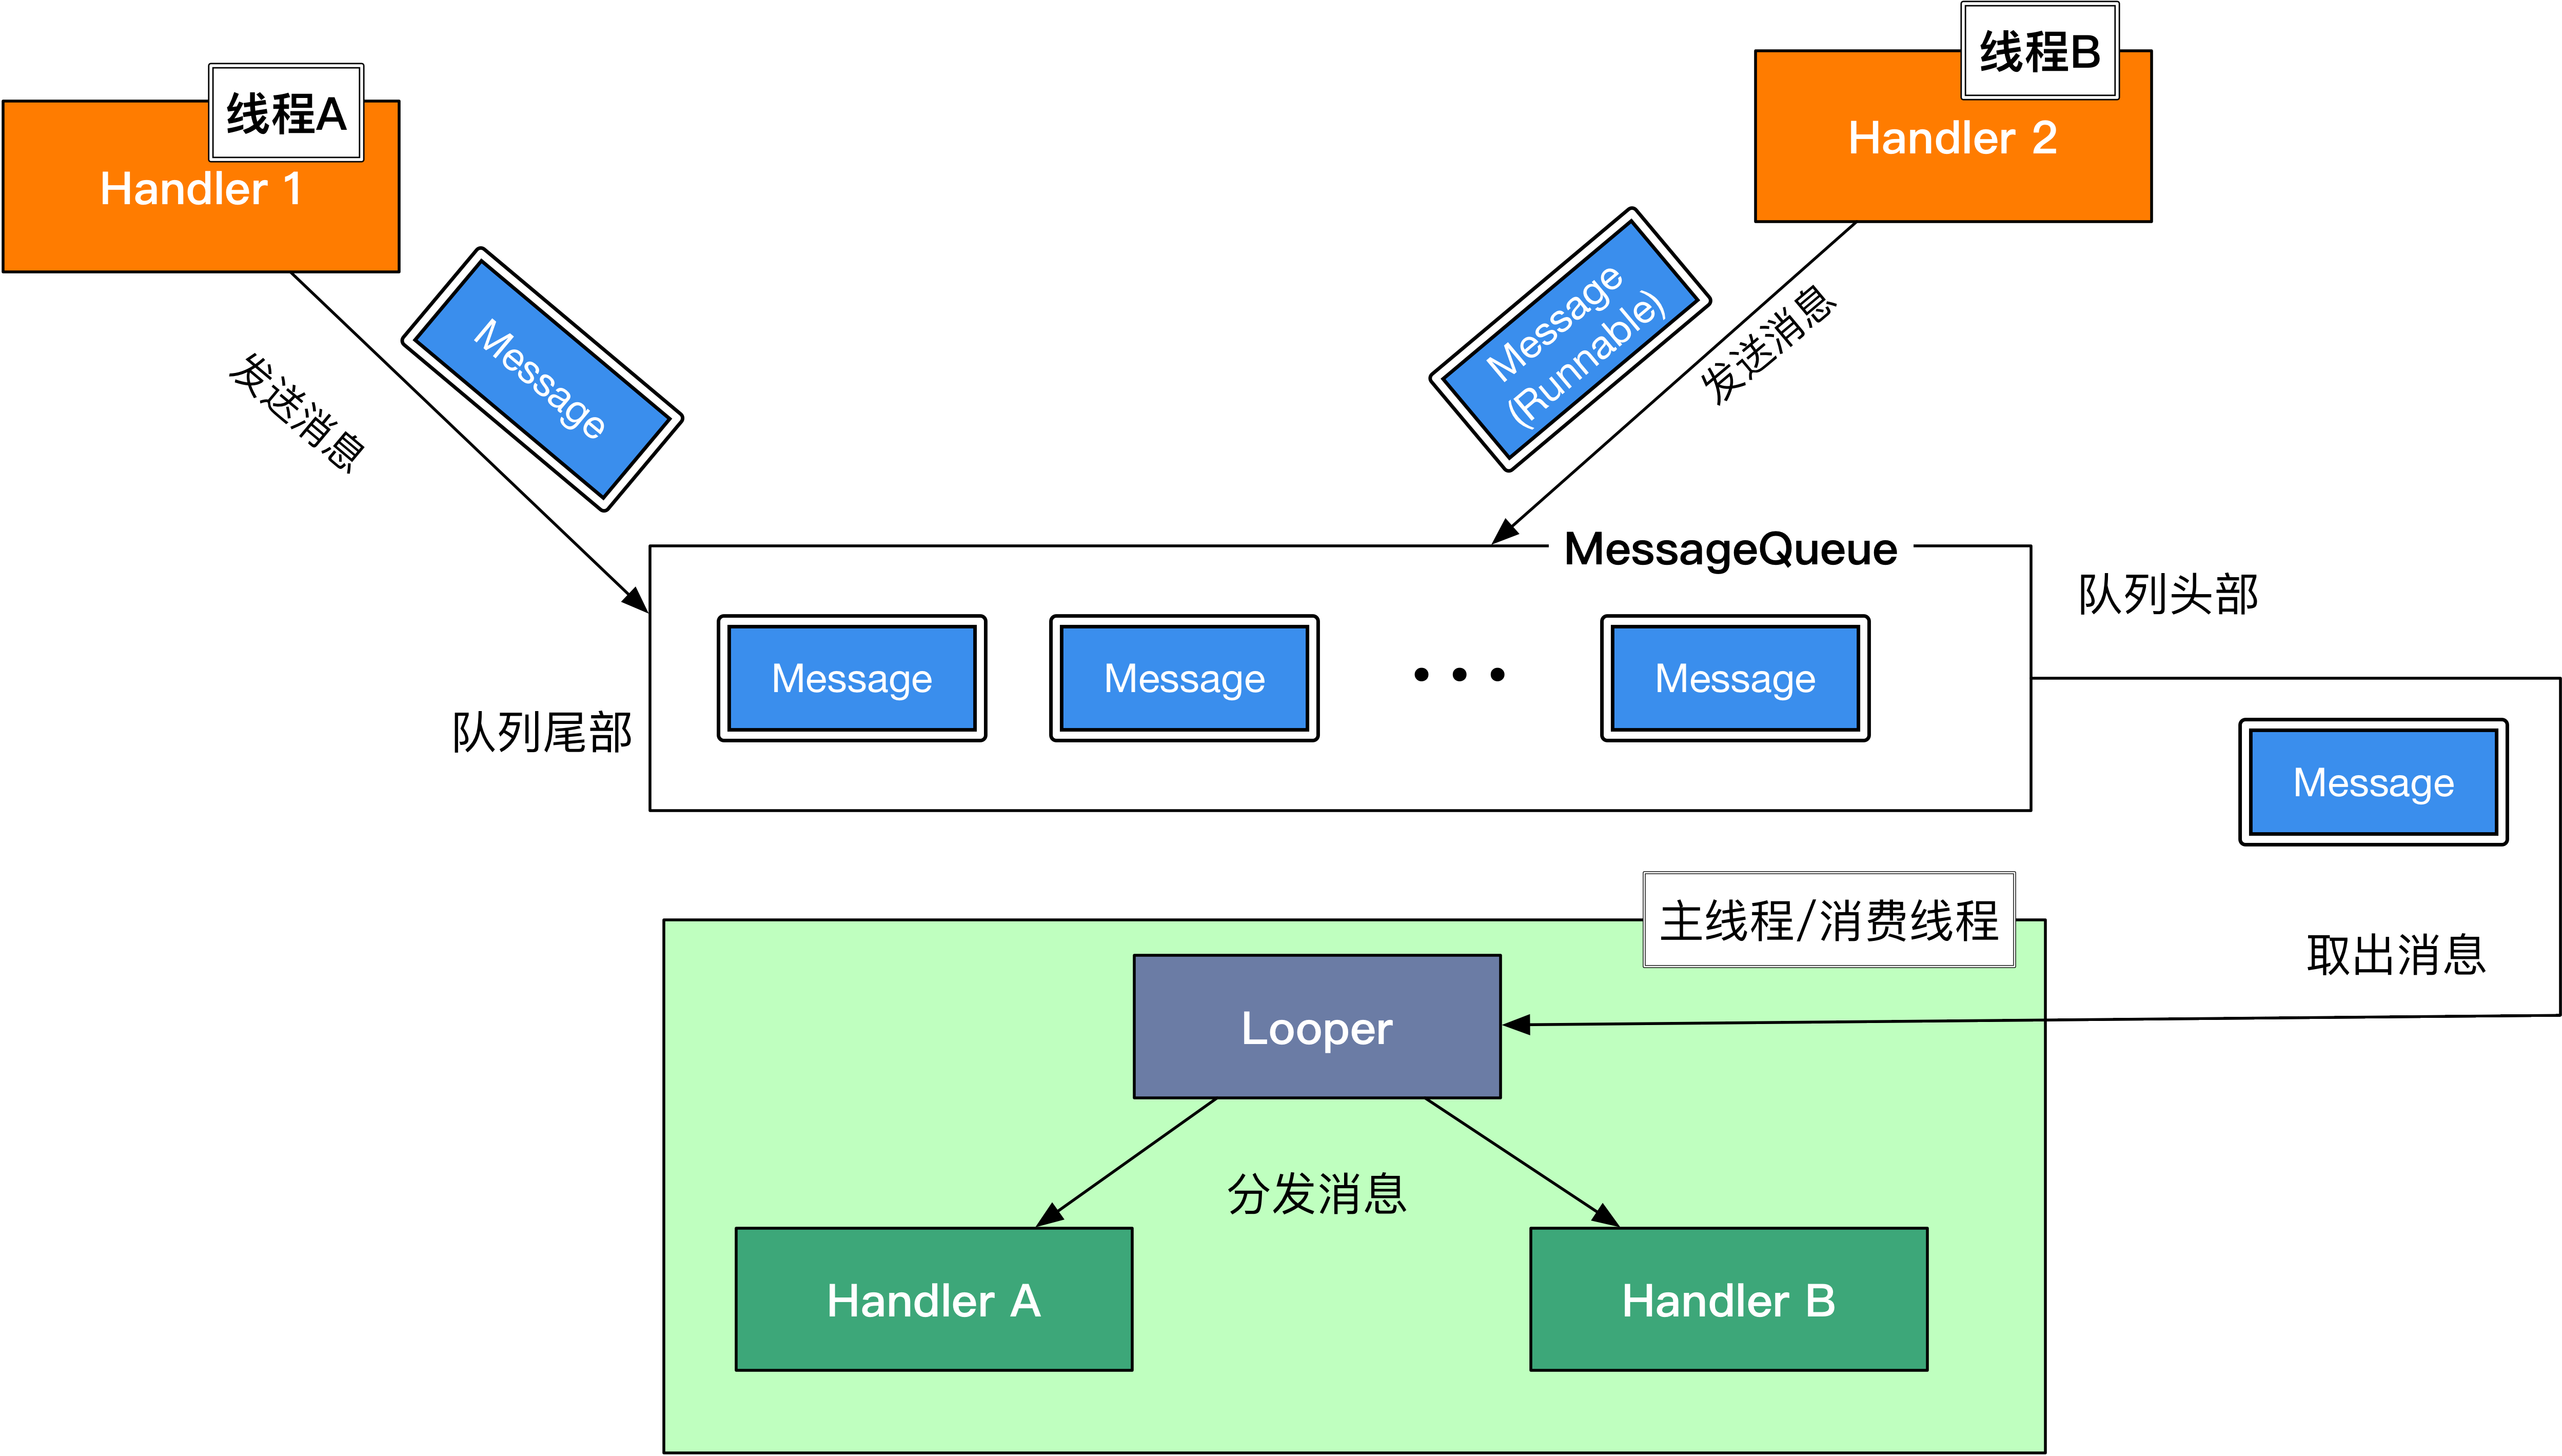 线程A
Handler 1
线程B
Handler 2
发送消息
Message
Message
(Runnable)
发送消息
MessageQueue
队列头部
Message
Message
•••
Message
队列尾部
Message
主线程/消费线程
取出消息
Looper
分发消息
Handler A
Handler B